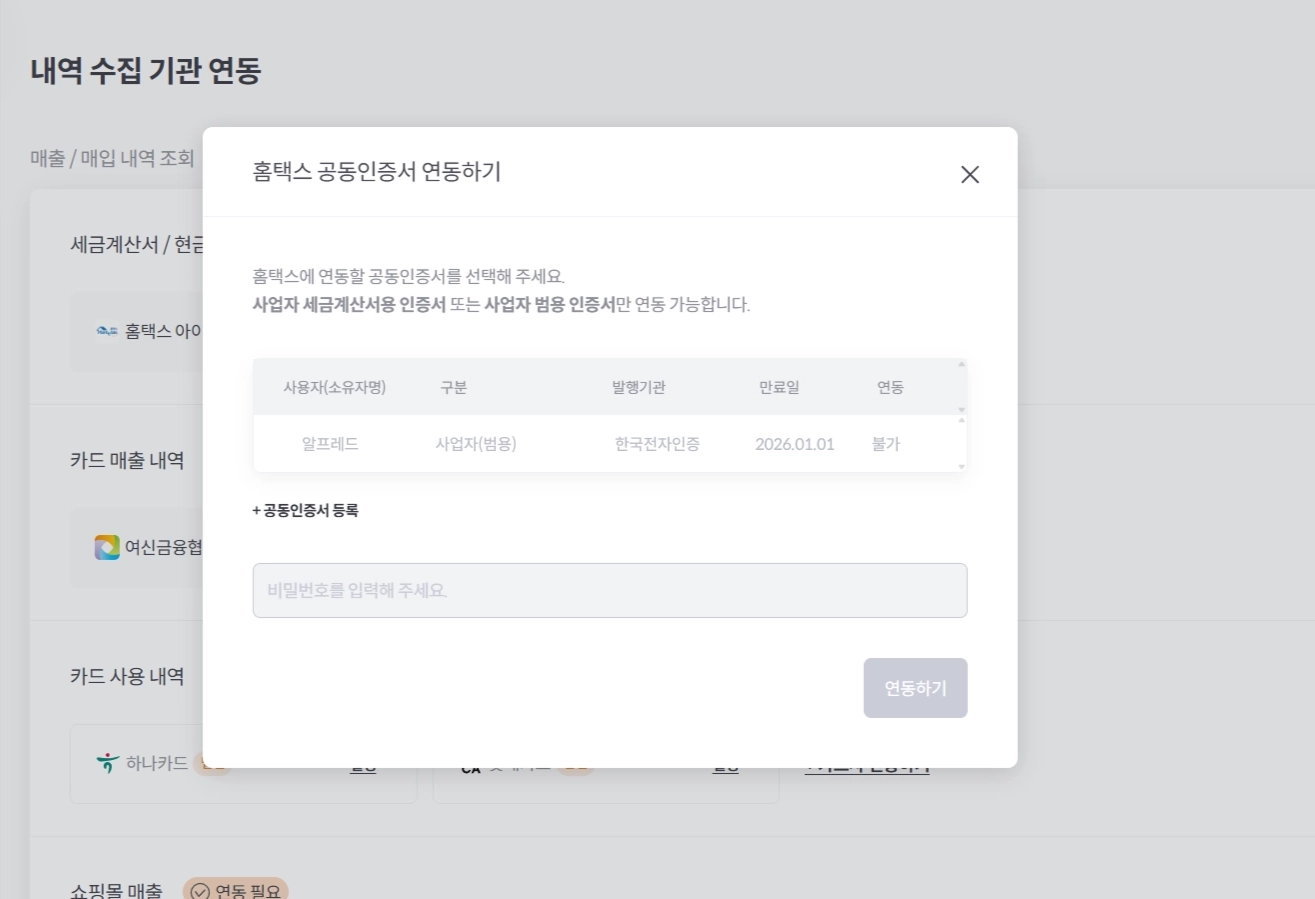 내역 수집 기관 연동
매출 / 매입 내역 조회
홈택스 공동인증서 연동하기
세금계산서 / 현금
홈택스에 연동할 공동인증서를 선택해 주세요.
사업자 세금계산서용 인증서 또는 사업자 범용 인증서만 연동 가능합니다.
홈택스 아이
사용자(소유자명) 구분 발행기관 만료일 연동
알프레드 사업자(범용) 한국전자인증 2026.01.01 불가
카드 매출 내역
+ 공동인증서 등록
여신금융협
비밀번호를 입력해 주세요.
카드 사용 내역
연동하기
하나카드
쇼핑몰 매출 연동 필요